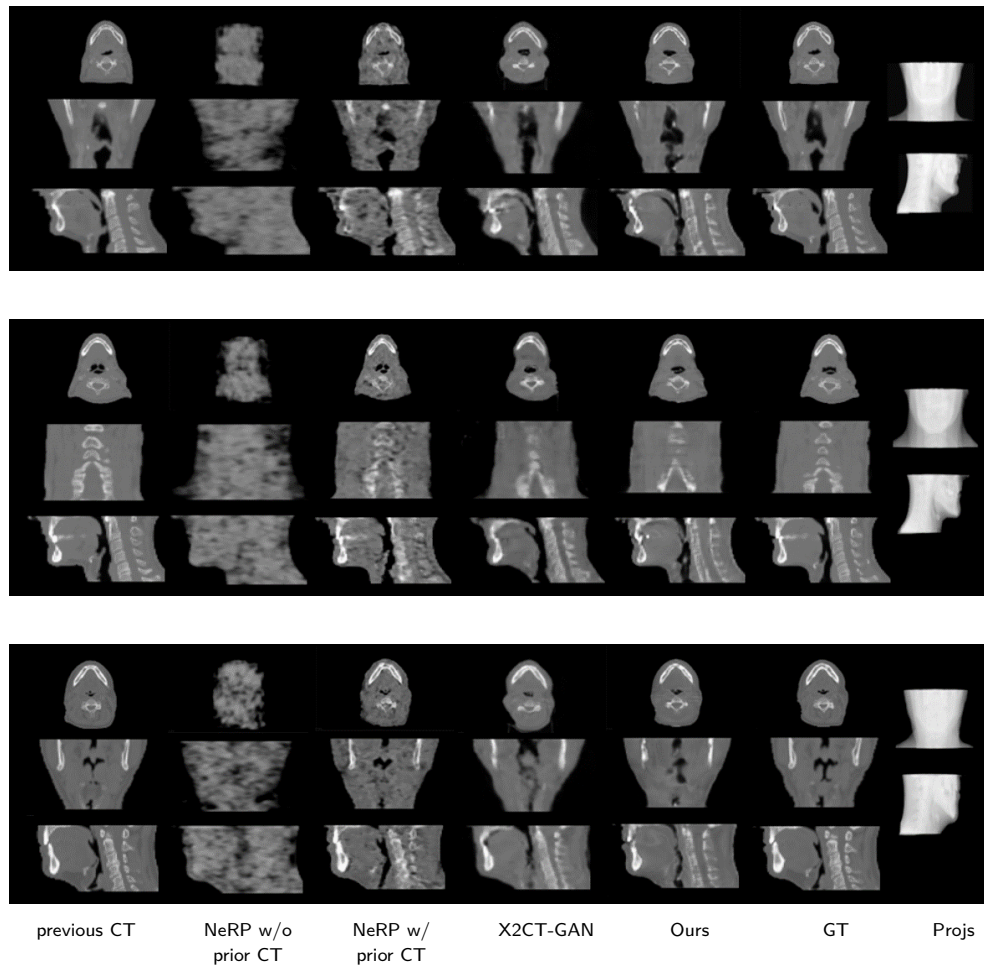 previous CT
NeRP w/o
prior CT
NeRP w/
prior CT
X2CT-GAN
Ours
GT
Projs